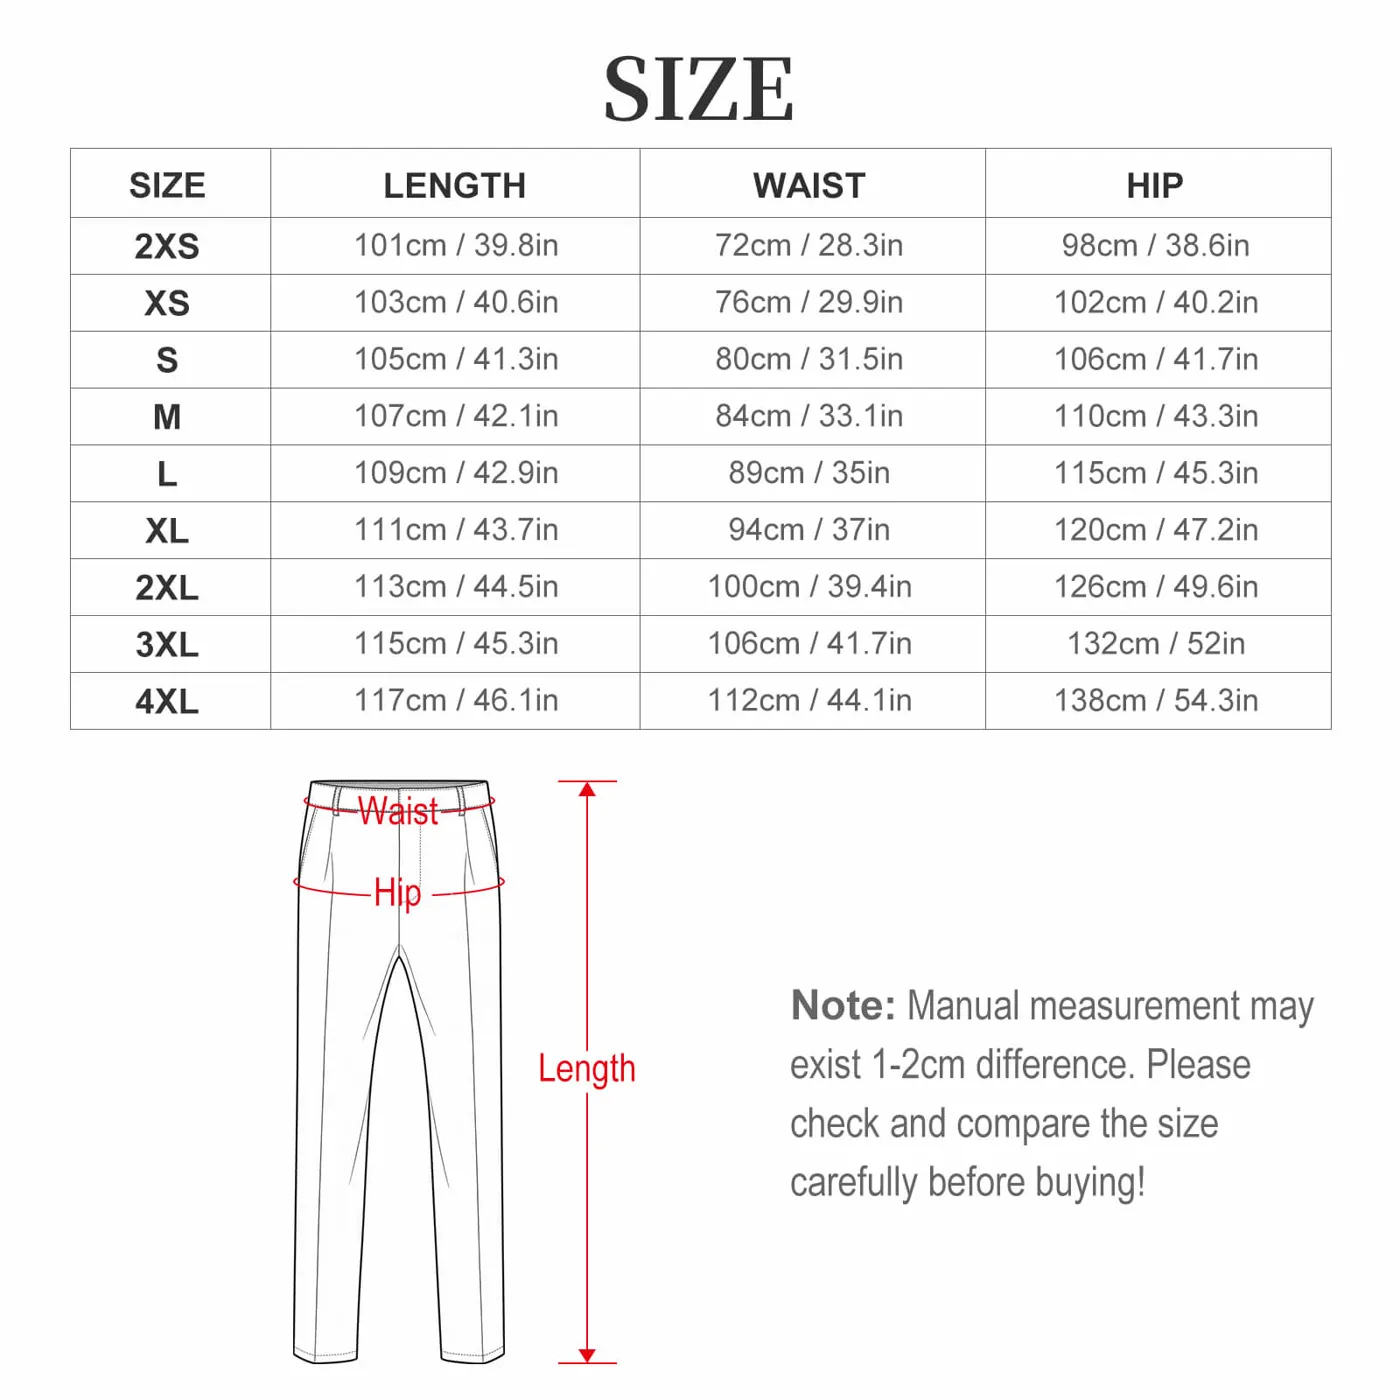 SIZE
SIZE LENGTH WAIST HIP
2XS 101cm / 39.8in 72cm / 28.3in 98cm / 38.6in
XS 103cm / 40.6in 76cm / 29.9in 102cm / 40.2in
S 105cm / 41.3in 80cm / 31.5in 106cm / 41.7in
M 107cm / 42.1in 84cm / 33.1in 110cm / 43.3in
L 109cm / 42.9in 89cm / 35in 115cm / 45.3in
XL 111cm / 43.7in 94cm / 37in 120cm / 47.2in
2XL 113cm / 44.5in 100cm / 39.4in 126cm / 49.6in
3XL 115cm / 45.3in 106cm / 41.7in 132cm / 52in
4XL 117cm / 46.1in 112cm / 44.1in 138cm / 54.3in
Waist
Hip
Length
Note: Manual measurement may
exist 1-2cm difference. Please
check and compare the size
carefully before buying!